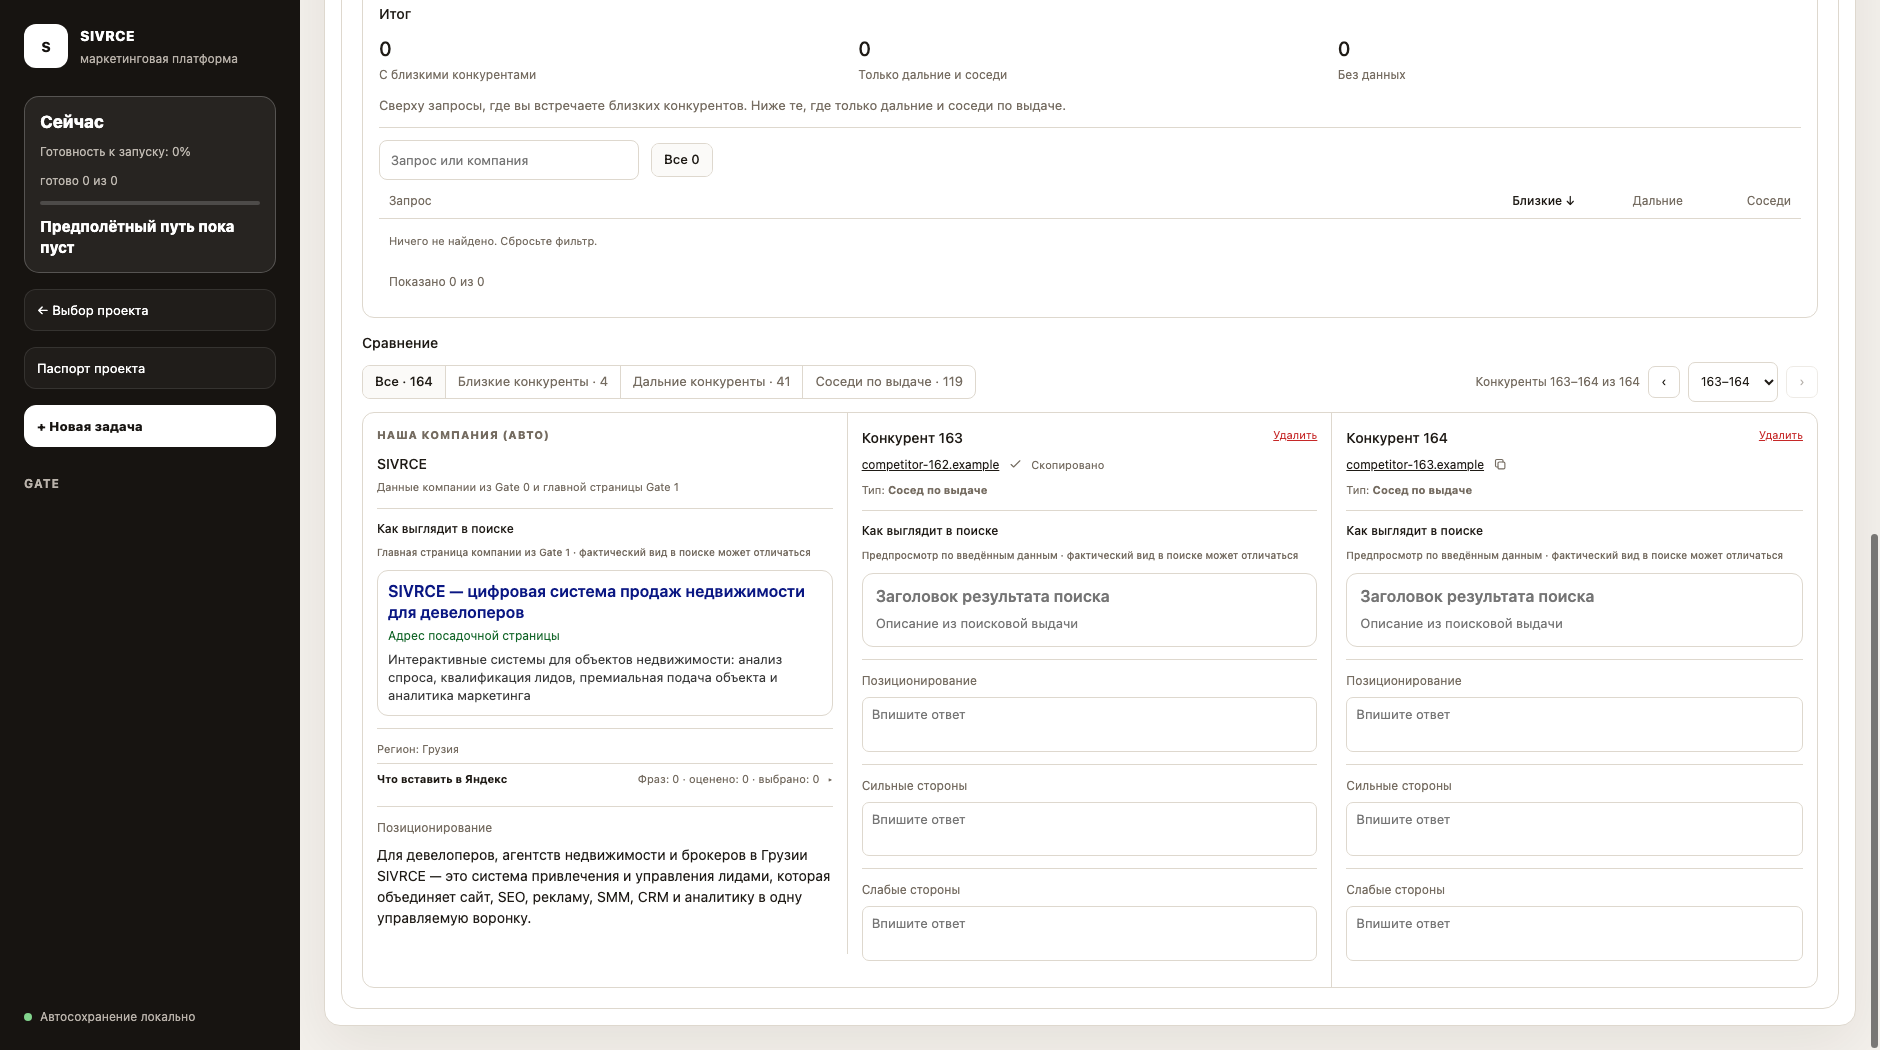 S
SIVRCE
маркетинговая платформа
Сейчас
Готовность к запуску: 0%
готово 0 из 0
Предполётный путь пока
пуст
← Выбор проекта
Паспорт проекта
+ Новая задача
GATE
Автосохранение локально
Итог
0
С близкими конкурентами
0
Только дальние и соседи
0
Без данных
Сверху запросы, где вы встречаете близких конкурентов. Ниже те, где только дальние и соседи по выдаче.
Запрос или компания
Все 0
Запрос
Близкие ↓
Дальние
Соседи
Ничего не найдено. Сбросьте фильтр.
Показано 0 из 0
Сравнение
Все · 164
Близкие конкуренты · 4
Дальние конкуренты · 41
Соседи по выдаче · 119
Конкуренты 163–164 из 164
‹
163–164
›
НАША КОМПАНИЯ (АВТО)
SIVRCE
Данные компании из Gate 0 и главной страницы Gate 1
Как выглядит в поиске
Главная страница компании из Gate 1 · фактический вид в поиске может отличаться
SIVRCE — цифровая система продаж недвижимости
для девелоперов
Адрес посадочной страницы
Интерактивные системы для объектов недвижимости: анализ
спроса, квалификация лидов, премиальная подача объекта и
аналитика маркетинга
Регион: Грузия
Что вставить в Яндекс
Фраз: 0 · оценено: 0 · выбрано: 0
Позиционирование
Для девелоперов, агентств недвижимости и брокеров в Грузии
SIVRCE — это система привлечения и управления лидами, которая
объединяет сайт, SEO, рекламу, SMM, CRM и аналитику в одну
управляемую воронку.
Конкурент 163
Удалить
competitor-162.example
Скопировано
Тип: Сосед по выдаче
Как выглядит в поиске
Предпросмотр по введённым данным · фактический вид в поиске может отличаться
Заголовок результата поиска
Описание из поисковой выдачи
Позиционирование
Впишите ответ
Сильные стороны
Впишите ответ
Слабые стороны
Впишите ответ
Конкурент 164
Удалить
competitor-163.example
Тип: Сосед по выдаче
Как выглядит в поиске
Предпросмотр по введённым данным · фактический вид в поиске может отличаться
Заголовок результата поиска
Описание из поисковой выдачи
Позиционирование
Впишите ответ
Сильные стороны
Впишите ответ
Слабые стороны
Впишите ответ